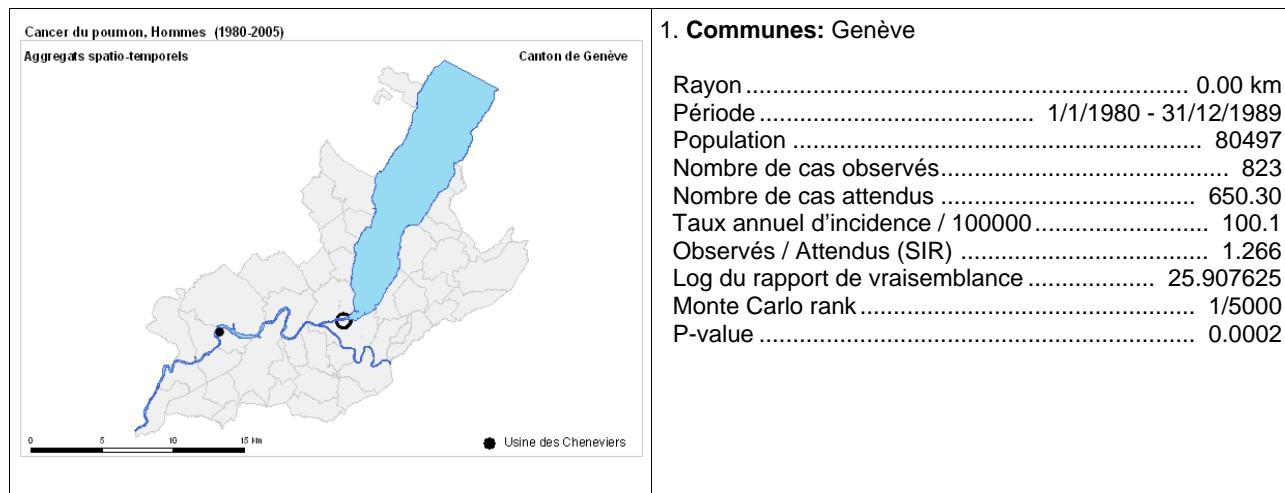 Cancer du poumon, Hommes (1980-2005)
Aggregats spatio-temporels
Canton de Genève
0 5 10 15 Km
Usine des Cheneviers
1. Communes: Genève
Rayon ................................................................ 0.00 km
Période ........................................ 1/1/1980 - 31/12/1989
Population ........................................................... 80497
Nombre de cas observés.......................................... 823
Nombre de cas attendus ..................................... 650.30
Taux annuel d’incidence / 100000......................... 100.1
Observés / Attendus (SIR) .................................... 1.266
Log du rapport de vraisemblance ................... 25.907625
Monte Carlo rank ................................................ 1/5000
P-value ............................................................... 0.0002